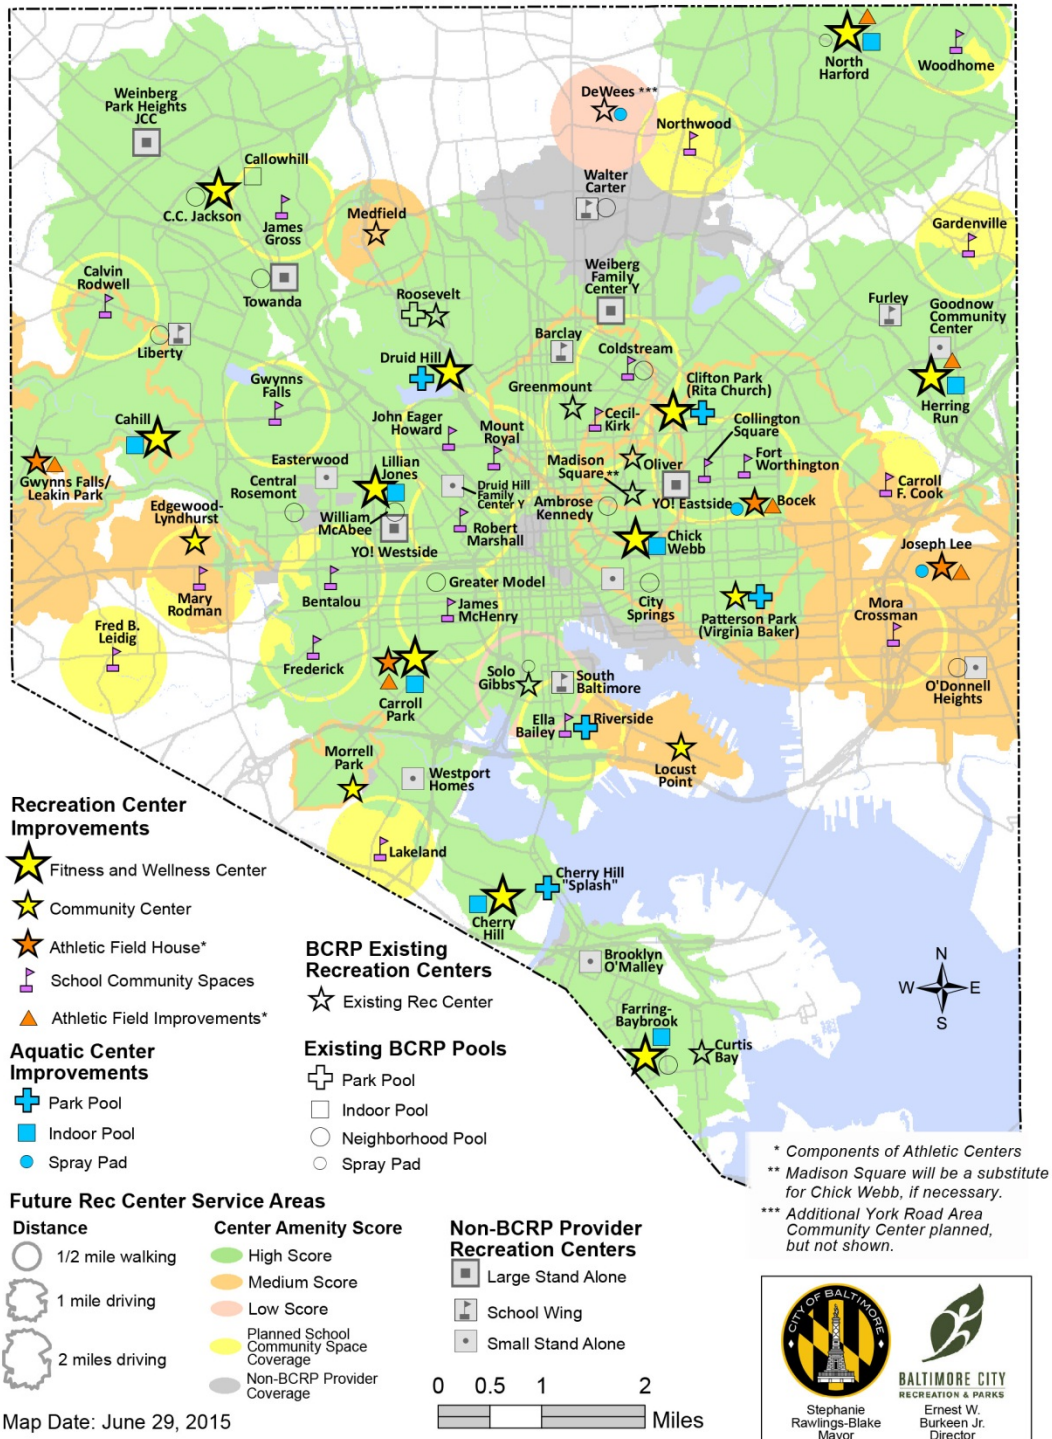 North
Harford
Woodhome
DeWees ***
Northwood
Weinberg
Park Heights
JCC
Callowhill
C.C. Jackson
James
Gross
Walter
Carter
Medfield
Gardenville
Calvin
Rodwell
Towanda
Weiberg
Family
Center Y
Roosevelt
Furley
Goodnow
Community
Center
Liberty
Barclay
Coldstream
Druid Hill
Gwynns
Falls
Greenmount
Clifton Park
(Rita Church)
Herring
Run
Cahill
John Eager
Howard
Mount
Royal
Cecil-
Kirk
Collington
Square
Gwynns Falls/
Leakin Park
Easterwood
Central
Rosemont
Lillian
Jones
Druid Hill
Family
Center Y
Madison
Square **
Oliver
Fort
Worthington
Carroll
F. Cook
Edgewood-
Lyndhurst
William
McAbee
YO! Westside
Robert
Marshall
Ambrose
Kennedy
YO! Eastside
Bocek
Chick
Webb
Joseph Lee
Mary
Rodman
Bentalou
Greater Model
James
McHenry
City
Springs
Patterson Park
(Virginia Baker)
Mora
Crossman
Fred B.
Leidig
Frederick
Carroll
Park
Solo
Gibbs
South
Baltimore
O'Donnell
Heights
Ella
Bailey
Riverside
Locust
Point
Morrell
Park
Westport
Homes
Lakeland
Cherry Hill
"Splash"
Cherry
Hill
Brooklyn
O'Malley
Farring-
Baybrook
Curtis
Bay
N
W
E
S
Recreation Center
Improvements
Fitness and Wellness Center
Community Center
Athletic Field House*
School Community Spaces
Athletic Field Improvements*
Aquatic Center
Improvements
Park Pool
Indoor Pool
Spray Pad
BCRP Existing
Recreation Centers
Existing Rec Center
Existing BCRP Pools
Park Pool
Indoor Pool
Neighborhood Pool
Spray Pad
* Components of Athletic Centers
** Madison Square will be a substitute
for Chick Webb, if necessary.
*** Additional York Road Area
Community Center planned,
but not shown.
Future Rec Center Service Areas
Distance
1/2 mile walking
1 mile driving
2 miles driving
Center Amenity Score
High Score
Medium Score
Low Score
Planned School
Community Space
Coverage
Non-BCRP Provider
Coverage
Non-BCRP Provider
Recreation Centers
Large Stand Alone
School Wing
Small Stand Alone
0 0.5 1 2
Miles
Map Date: June 29, 2015
CITY OF BALTIMORE
Stephanie
Rawlings-Blake
Mayor
BALTIMORE CITY
RECREATION & PARKS
Ernest W.
Burkeen Jr.
Director